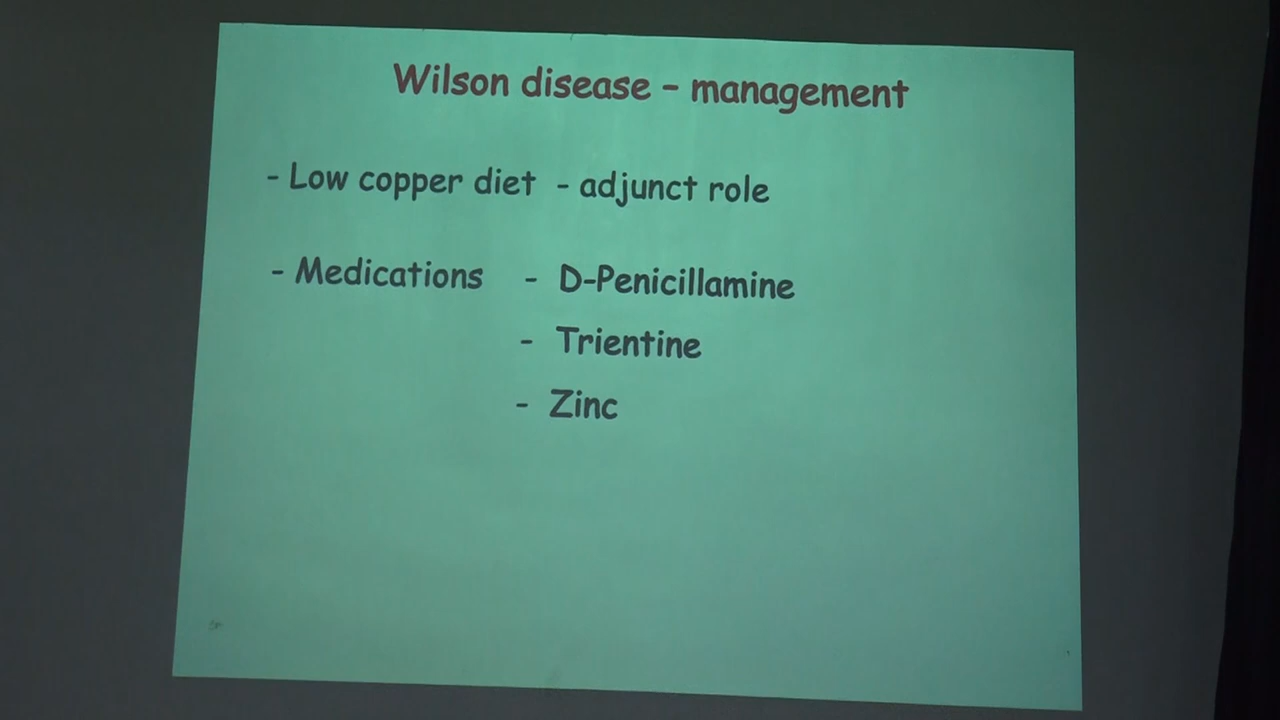 Wilson disease - management
- Low copper diet - adjunct role
- Medications - D-Penicillamine
- Trientine
- Zinc